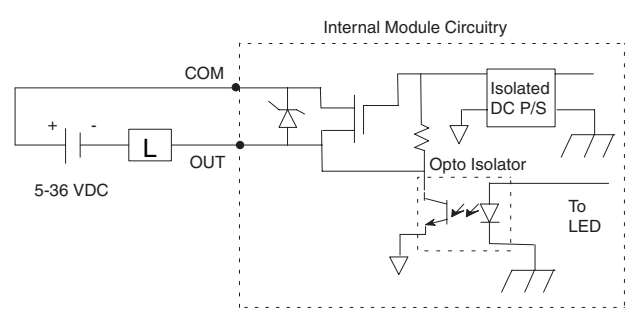 Internal Module Circuitry
COM
Isolated
DC P/S
+ -
L
OUT
Opto Isolator
5-36 VDC
To
LED